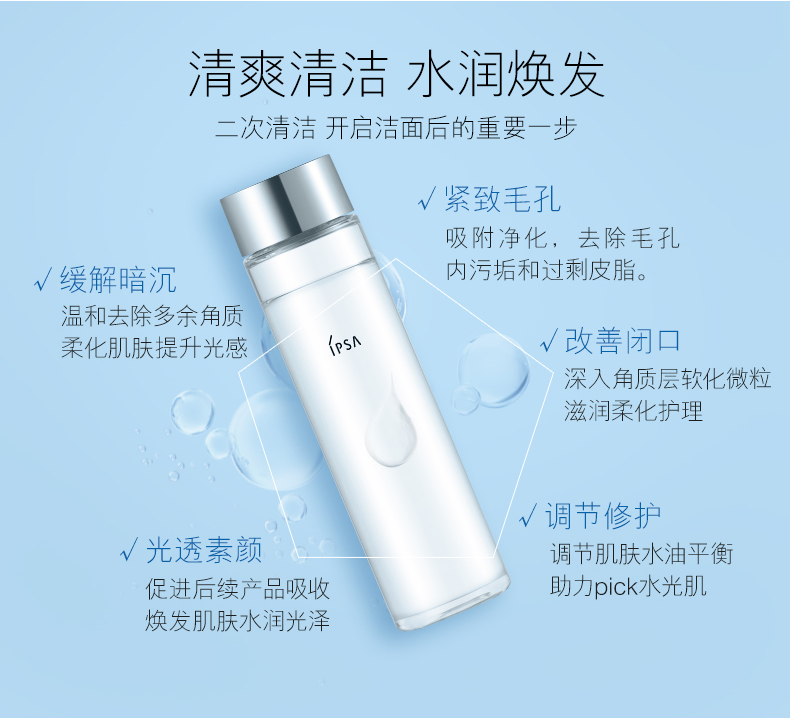 清爽清洁 水润焕发
二次清洁 开启洁面后的重要一步
√ 紧致毛孔
吸附净化，去除毛孔
内污垢和过剩皮脂。
√ 缓解暗沉
温和去除多余角质
柔化肌肤提升光感
IPSA
√ 改善闭口
深入角质层软化微粒
滋润柔化护理
√ 调节修护
调节肌肤水油平衡
助力pick水光肌
√ 光透素颜
促进后续产品吸收
焕发肌肤水润光泽